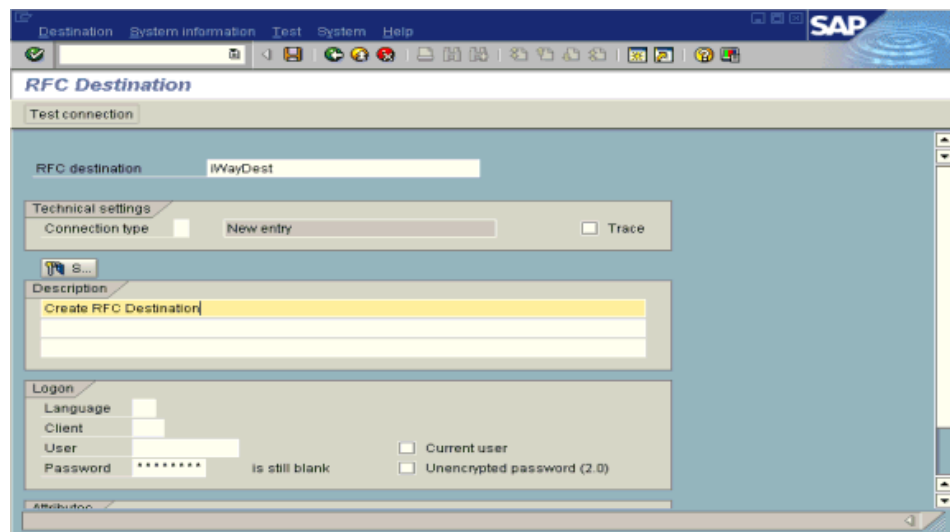 Destination System information Test System Help
SAP
RFC Destination
Test connection
RFC destination iWayDest
Technical settings
Connection type New entry Trace
S...
Description
Create RFC Destination
Logon
Language
Client
User Current user
Password ******** is still blank Unencrypted password (2.0)
Attributes